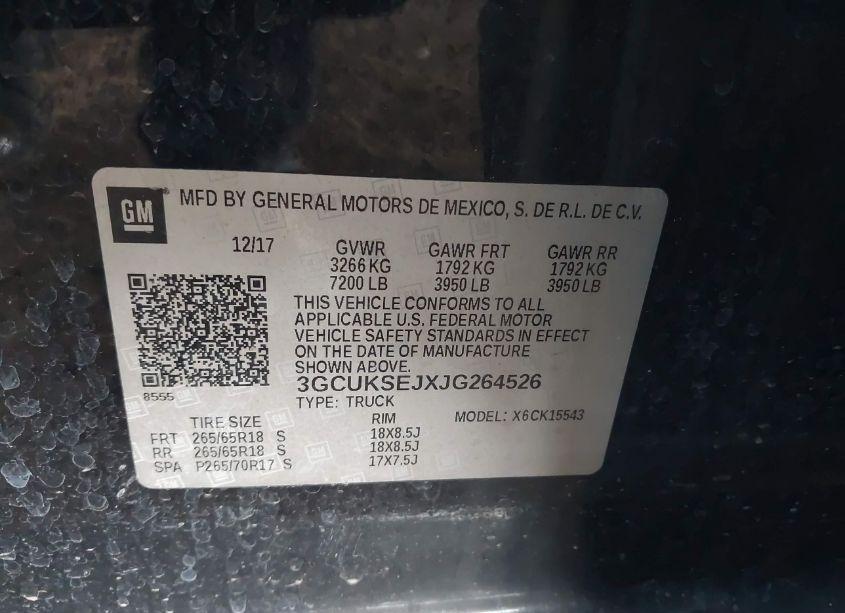 GM
MFD BY GENERAL MOTORS DE MEXICO, S. DE R.L. DE C.V.
12/17 GVWR GAWR FRT GAWR RR
3266 KG 1792 KG 1792 KG
7200 LB 3950 LB 3950 LB
THIS VEHICLE CONFORMS TO ALL
APPLICABLE U.S. FEDERAL MOTOR
VEHICLE SAFETY STANDARDS IN EFFECT
ON THE DATE OF MANUFACTURE
SHOWN ABOVE.
3GCUKSEJXJG264526
8555
TYPE: TRUCK MODEL: X6CK15543
TIRE SIZE RIM
FRT 265/65R18 S 18X8.5J
RR 265/65R18 S 18X8.5J
SPA P265/70R17 S 17X7.5J